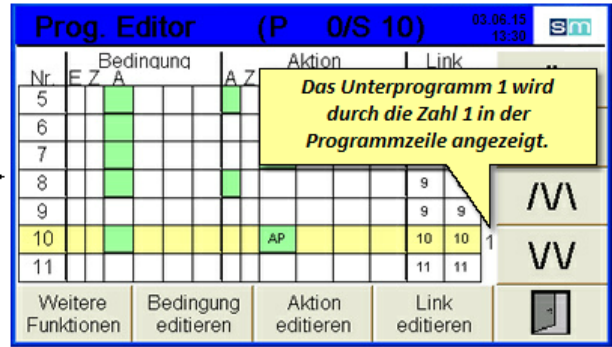 Prog. Editor (P 0/S 10) 03.06.15 13:30 sm
Bedingung Aktion Link
Nr. E Z A A Z
5
6
7
8 9
9 9 9
10 AP 10 10 1
11 11 11
Das Unterprogramm 1 wird
durch die Zahl 1 in der
Programmzeile angezeigt.
/\/\
\/\/
Weitere Funktionen
Bedingung editieren
Aktion editieren
Link editieren